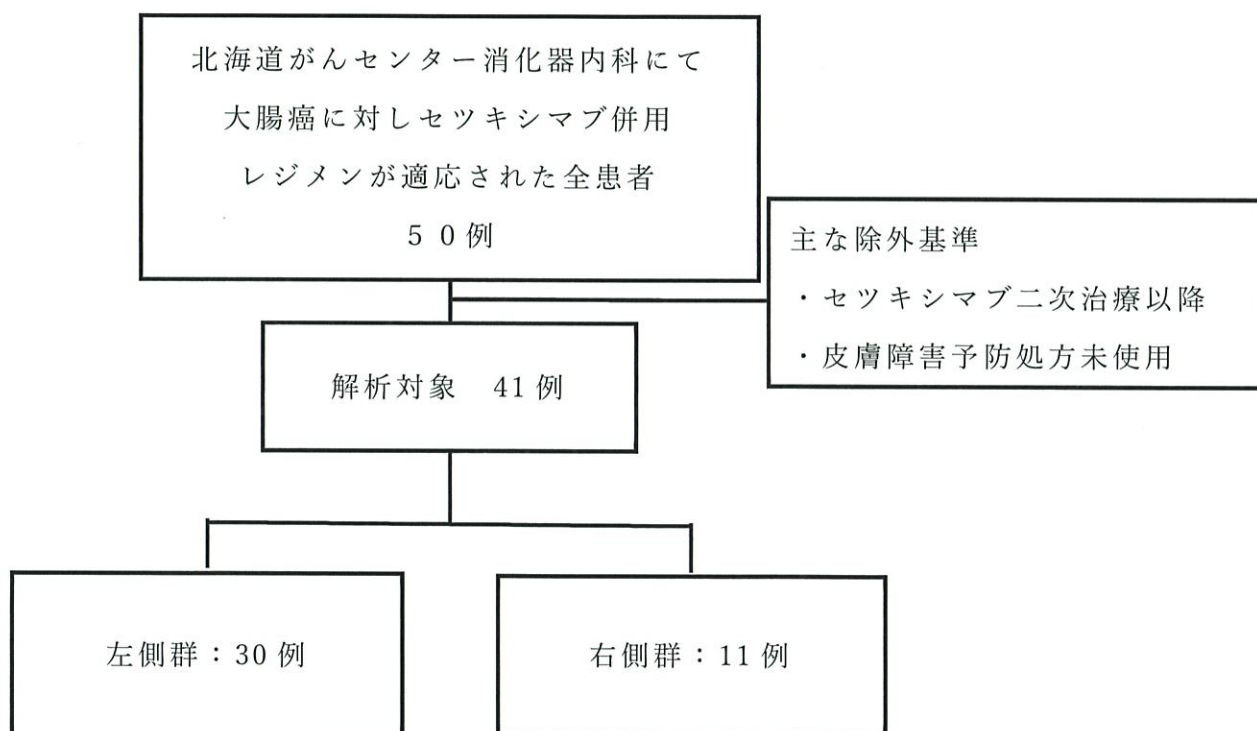 北海道がんセンター消化器内科にて
大腸癌に対しセツキシマブ併用
レジメンが適応された全患者
５０例
主な除外基準
・セツキシマブ二次治療以降
・皮膚障害予防処方未使用
解析対象　41例
左側群：30例
右側群：11例